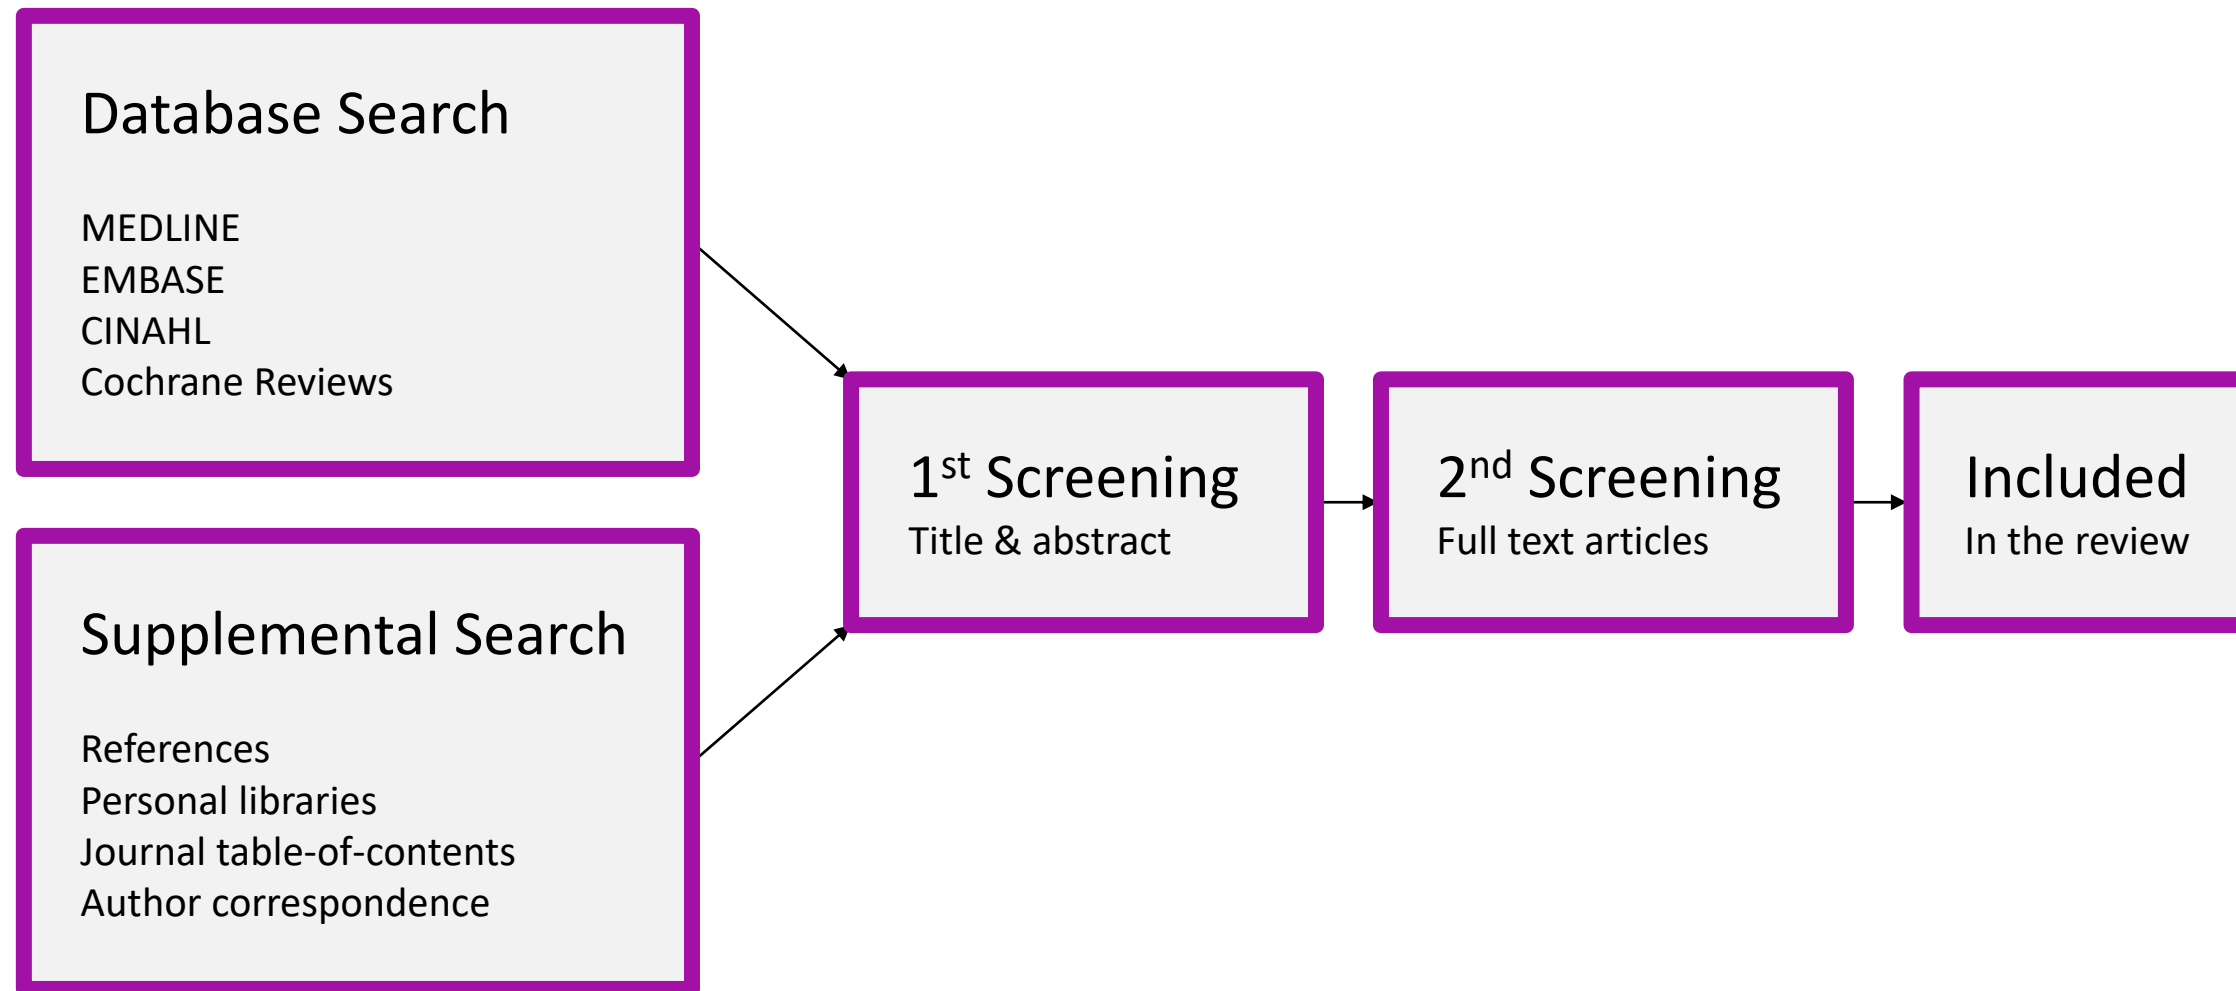 Database Search
MEDLINE
EMBASE
CINAHL
Cochrane Reviews
Supplemental Search
References
Personal libraries
Journal table-of-contents
Author correspondence
1st Screening
Title & abstract
2nd Screening
Full text articles
Included
In the review